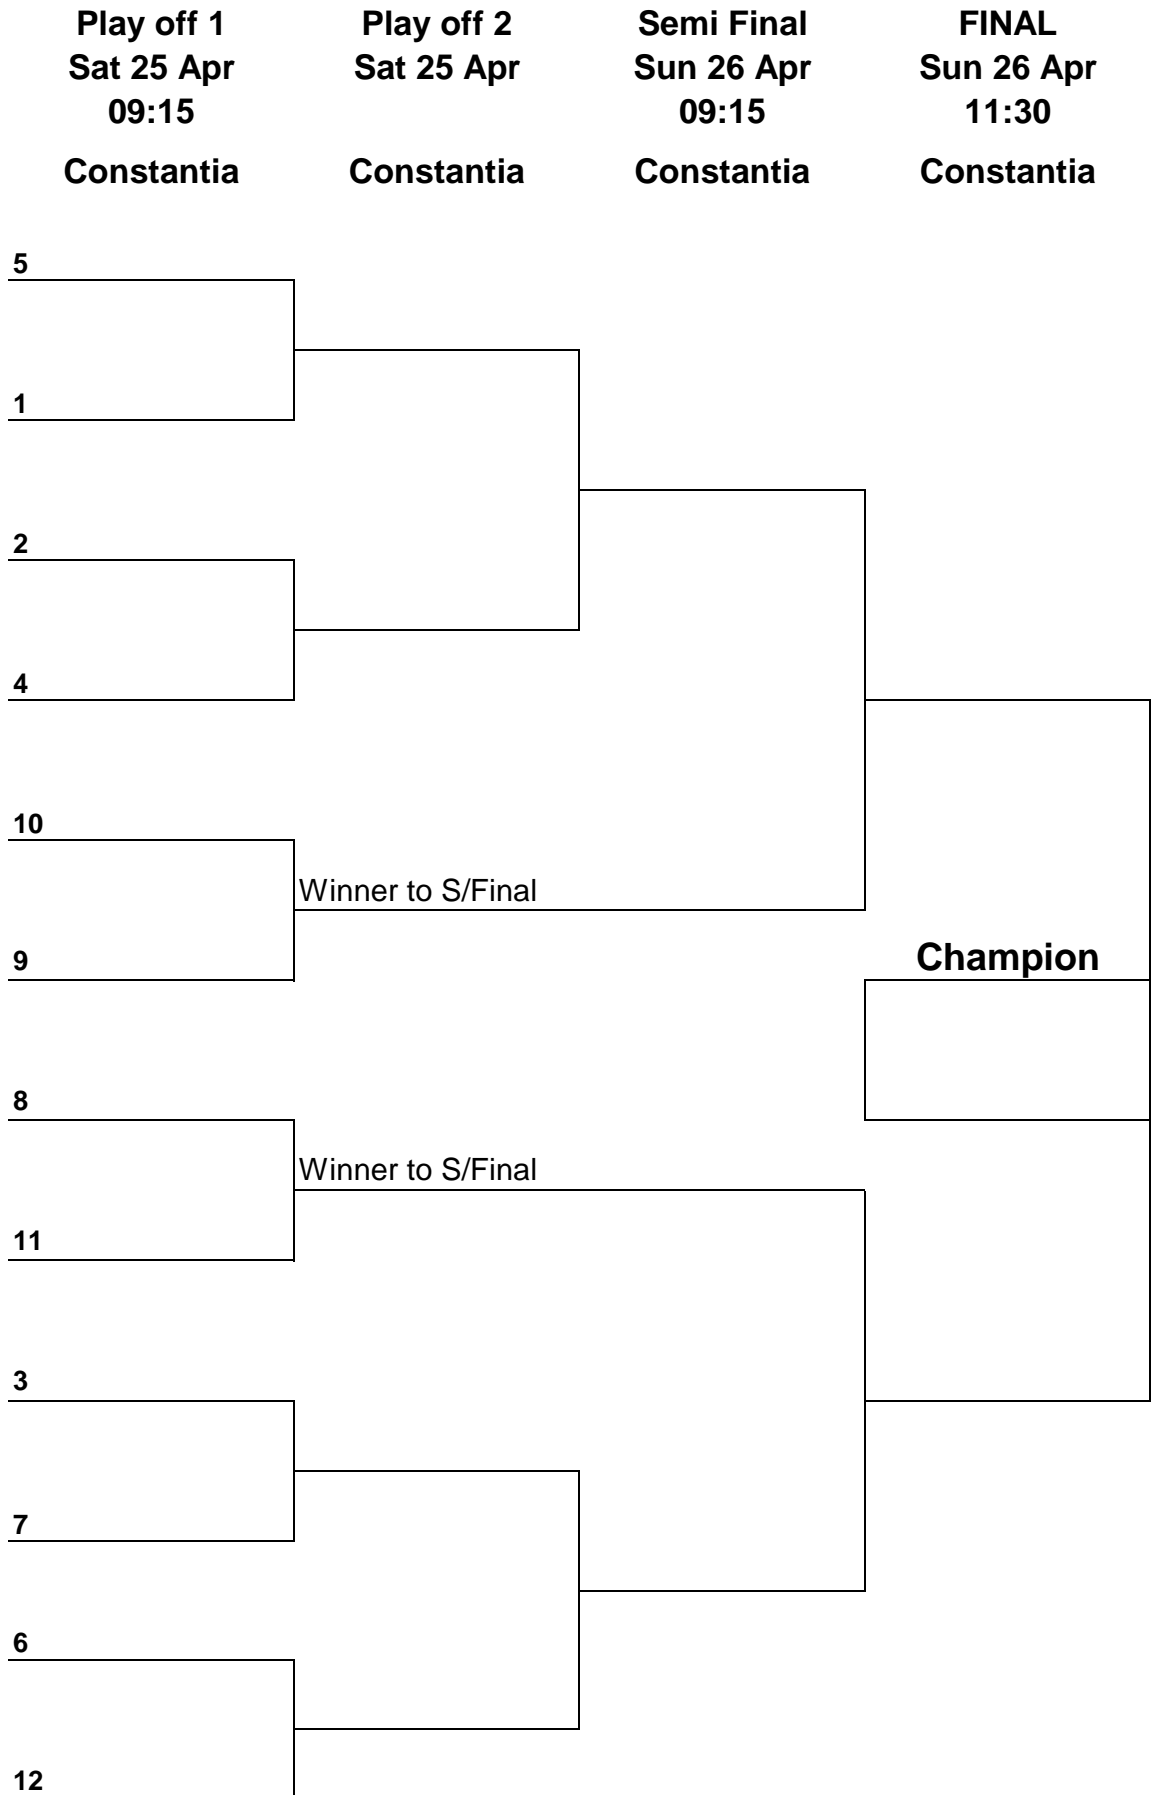 Play off 1
Sat 25 Apr
09:15
Constantia
Play off 2
Sat 25 Apr
Constantia
Semi Final
Sun 26 Apr
09:15
Constantia
FINAL
Sun 26 Apr
11:30
Constantia
5
1
2
4
10
Winner to S/Final
9
Champion
8
Winner to S/Final
11
3
7
6
12